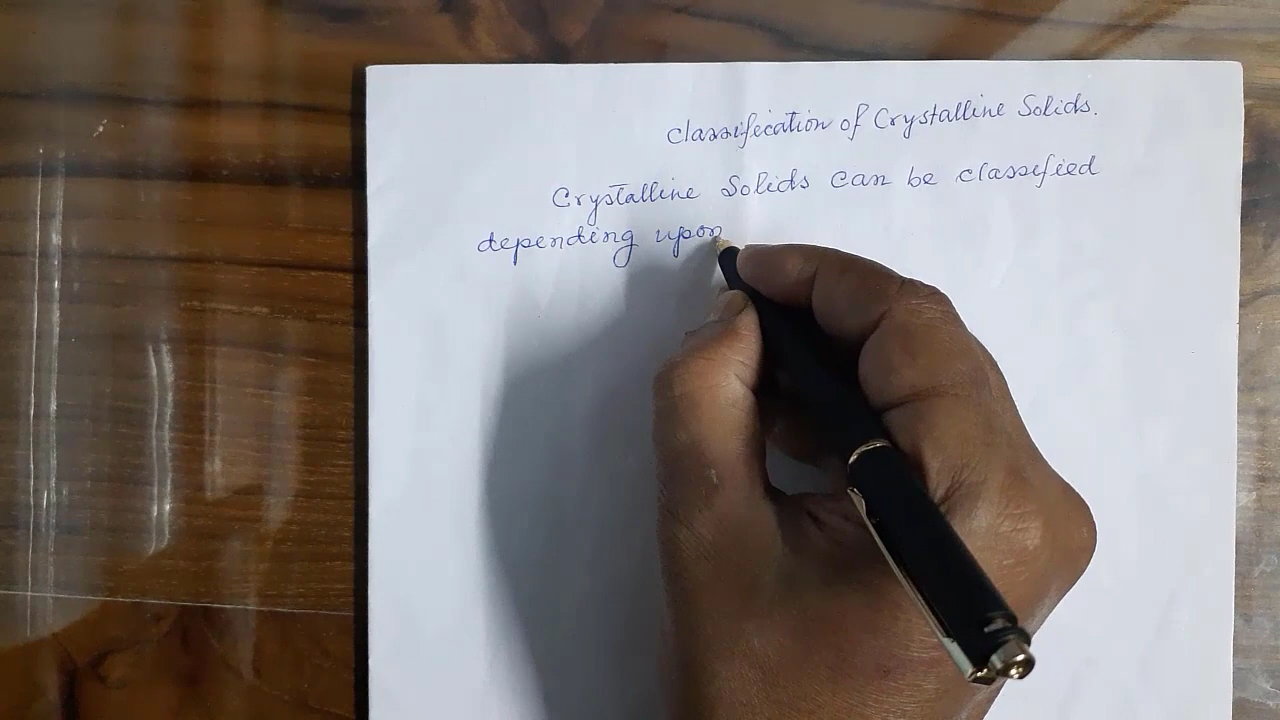 Classification of Crystalline Solids.
Crystalline Solids can be classified
depending upon